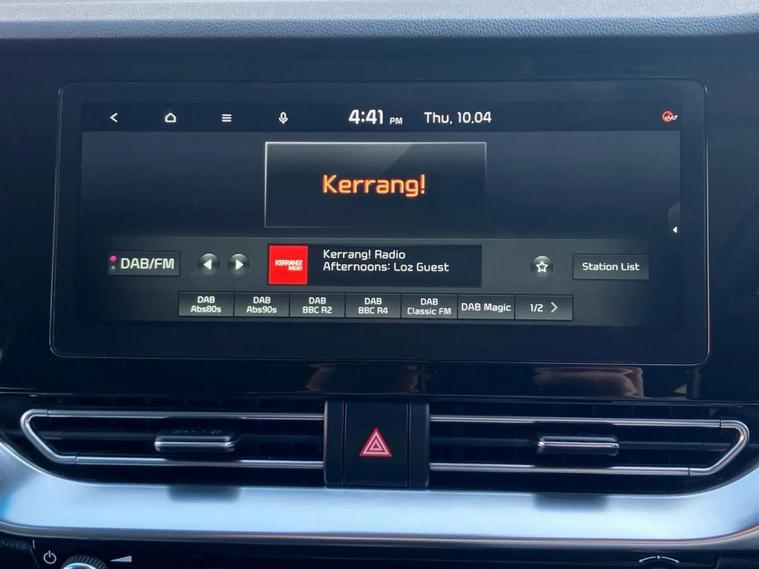 4:41 PM Thu, 10.04
Kerrang!
DAB/FM
KERRANG!
RADIO
Kerrang! Radio
Afternoons: Loz Guest
Station List
DAB
Abs80s
DAB
Abs90s
DAB
BBC R2
DAB
BBC R4
DAB
Classic FM
DAB Magic
1/2